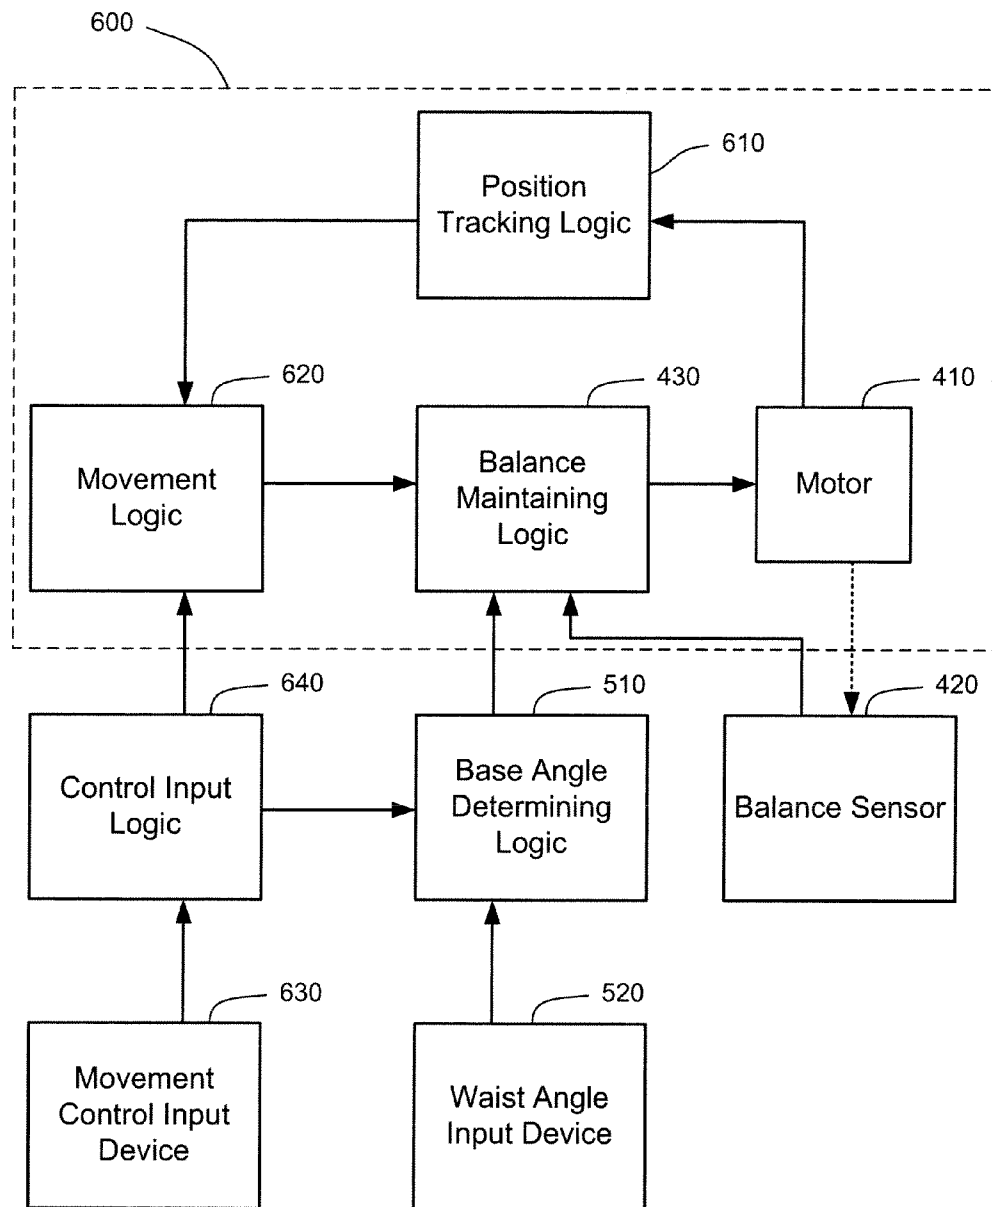 600
610
Position
Tracking Logic
620
430
410
Movement
Logic
Balance
Maintaining
Logic
Motor
640
510
420
Control Input
Logic
Base Angle
Determining
Logic
Balance Sensor
630
520
Movement
Control Input
Device
Waist Angle
Input Device